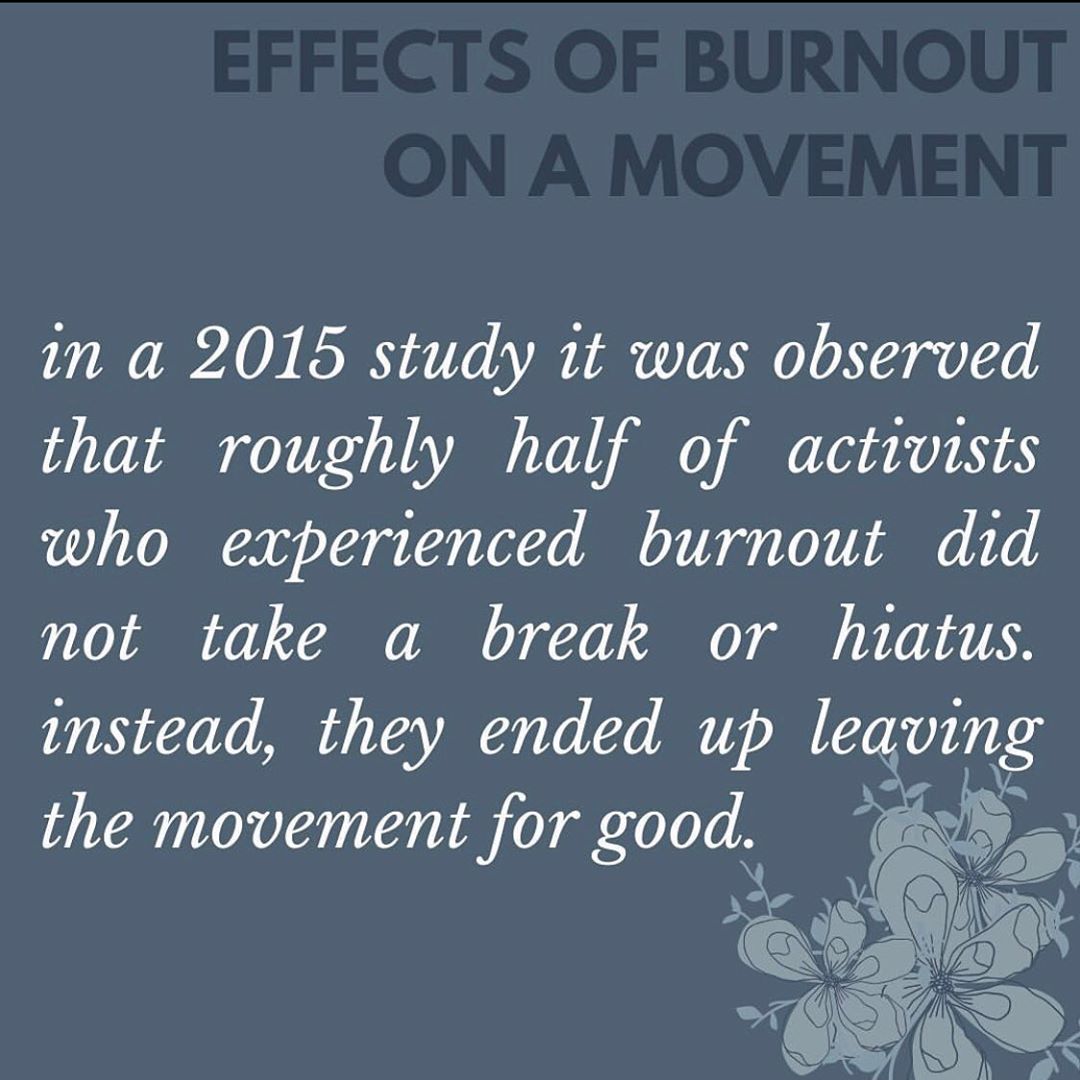 EFFECTS OF BURNOUT
ON A MOVEMENT
in a 2015 study it was observed
that roughly half of activists
who experienced burnout did
not take a break or hiatus.
instead, they ended up leaving
the movement for good.